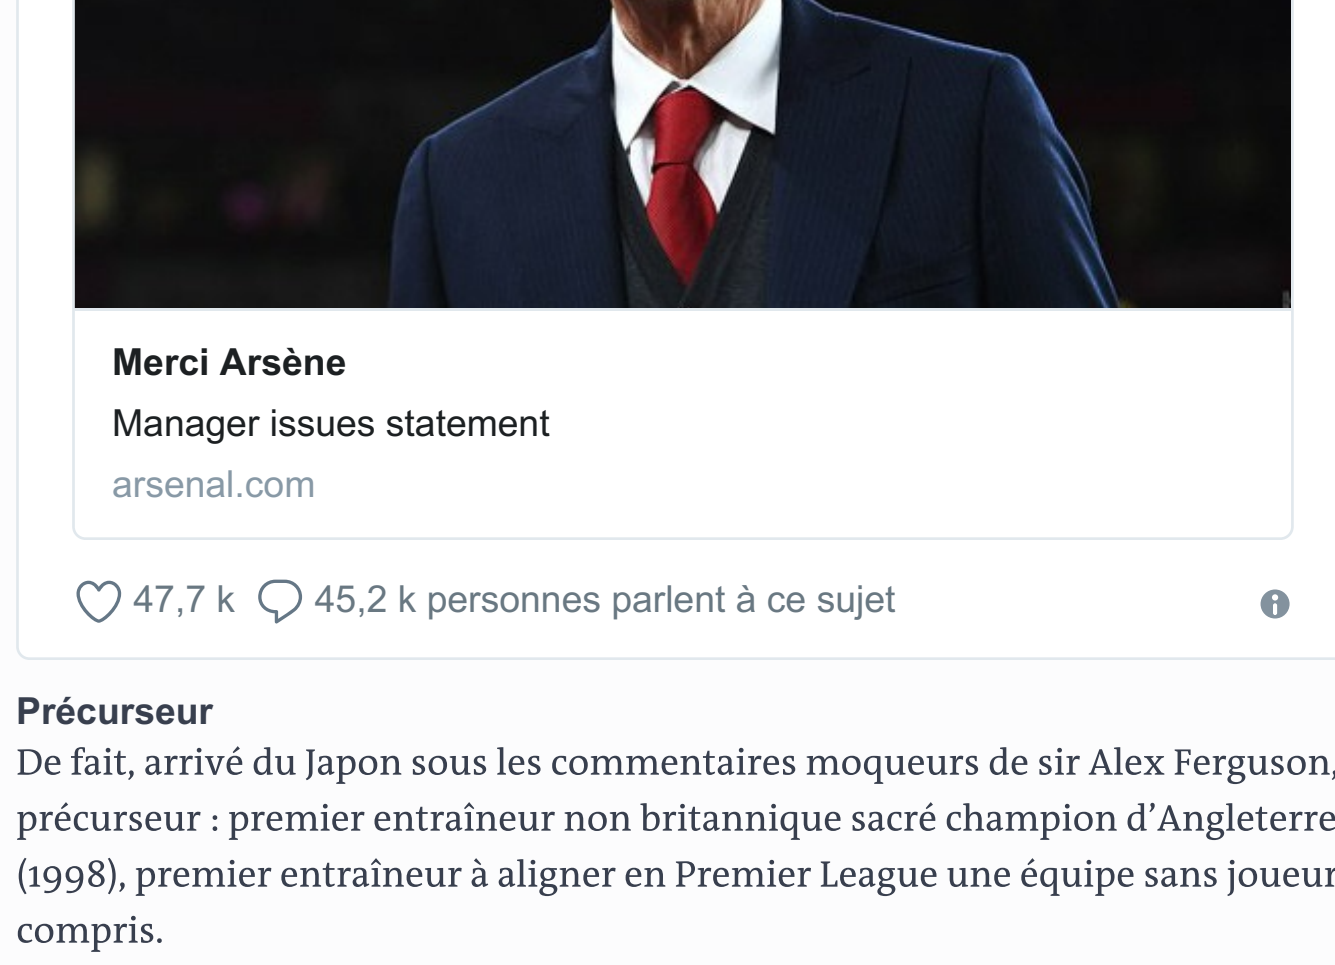 Merci Arsène
Manager issues statement
arsenal.com
47,7 k 45,2 k personnes parlent à ce sujet
Précurseur
De fait, arrivé du Japon sous les commentaires moqueurs de sir Alex Ferguson,
précurseur : premier entraîneur non britannique sacré champion d’Angleterre
(1998), premier entraîneur à aligner en Premier League une équipe sans joueur
compris.